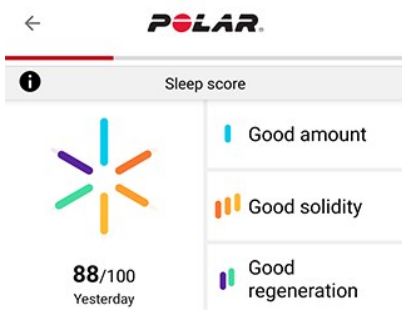 POLAR.
Sleep score
Good amount
Good solidity
Good
regeneration
88/100
Yesterday